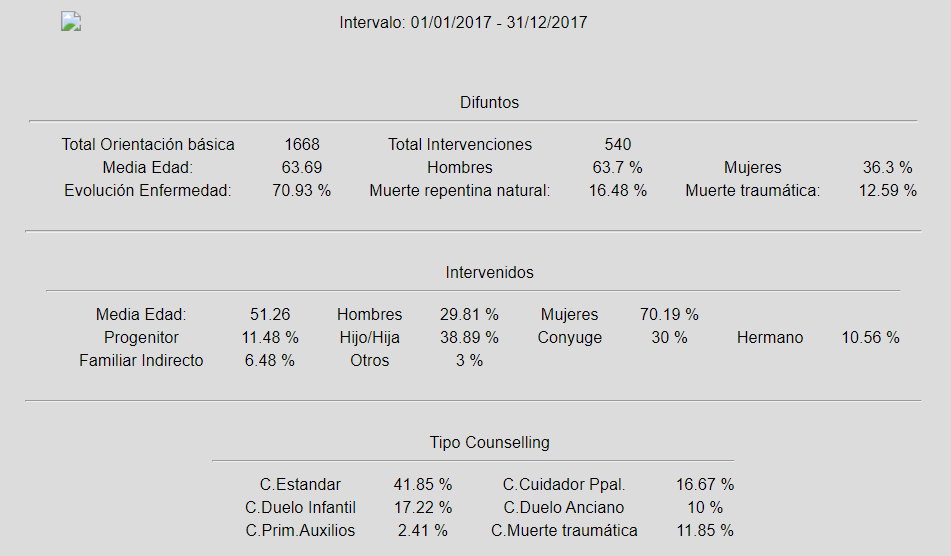 Intervalo: 01/01/2017 - 31/12/2017
Difuntos
Total Orientación básica 1668 Total Intervenciones 540
Media Edad: 63.69 Hombres 63.7 % Mujeres 36.3 %
Evolución Enfermedad: 70.93 % Muerte repentina natural: 16.48 % Muerte traumática: 12.59 %
Intervenidos
Media Edad: 51.26 Hombres 29.81 % Mujeres 70.19 %
Progenitor 11.48 % Hijo/Hija 38.89 % Conyuge 30 % Hermano 10.56 %
Familiar Indirecto 6.48 % Otros 3 %
Tipo Counselling
C.Estandar 41.85 % C.Cuidador Ppal. 16.67 %
C.Duelo Infantil 17.22 % C.Duelo Anciano 10 %
C.Prim.Auxilios 2.41 % C.Muerte traumática 11.85 %